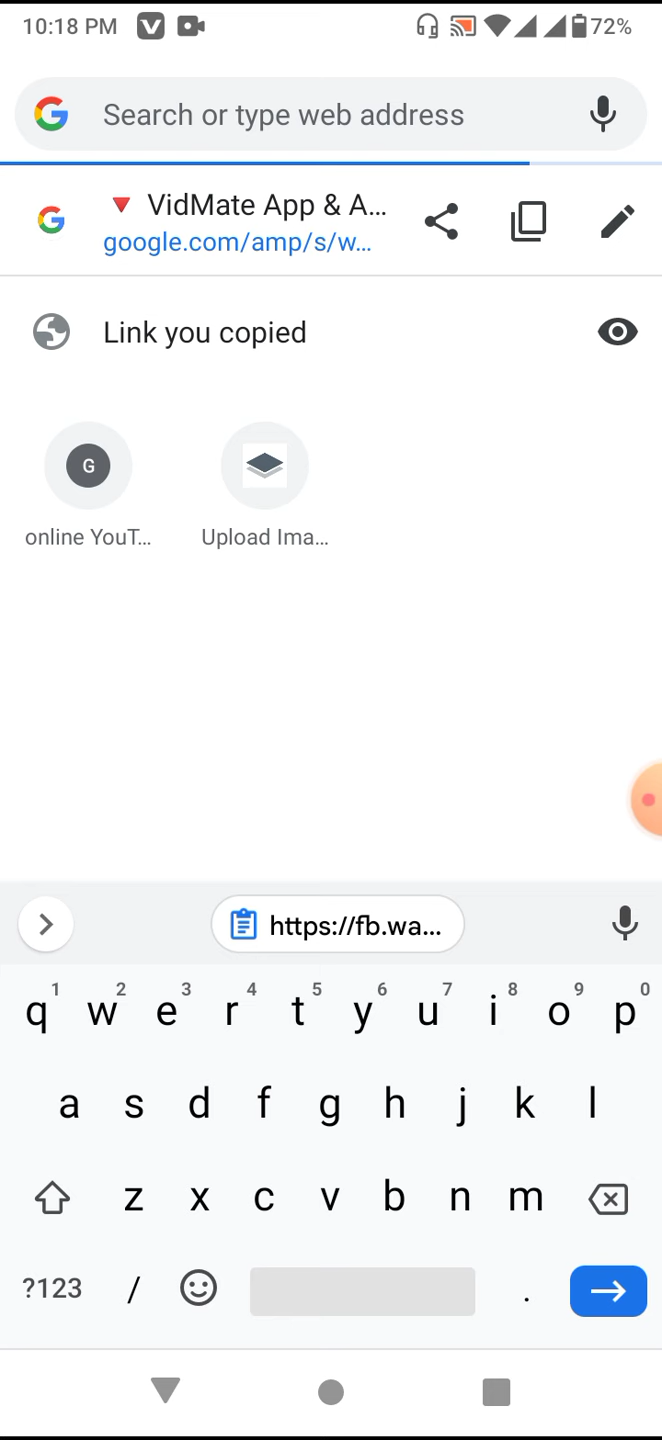 10:18 PM 72%
Search or type web address
VidMate App & A...
google.com/amp/s/w...
Link you copied
G
online YouT... Upload Ima...
https://fb.wa...
1 2 3 4 5 6 7 8 9 0
q w e r t y u i o p
a s d f g h j k l
z x c v b n m
?123 / .